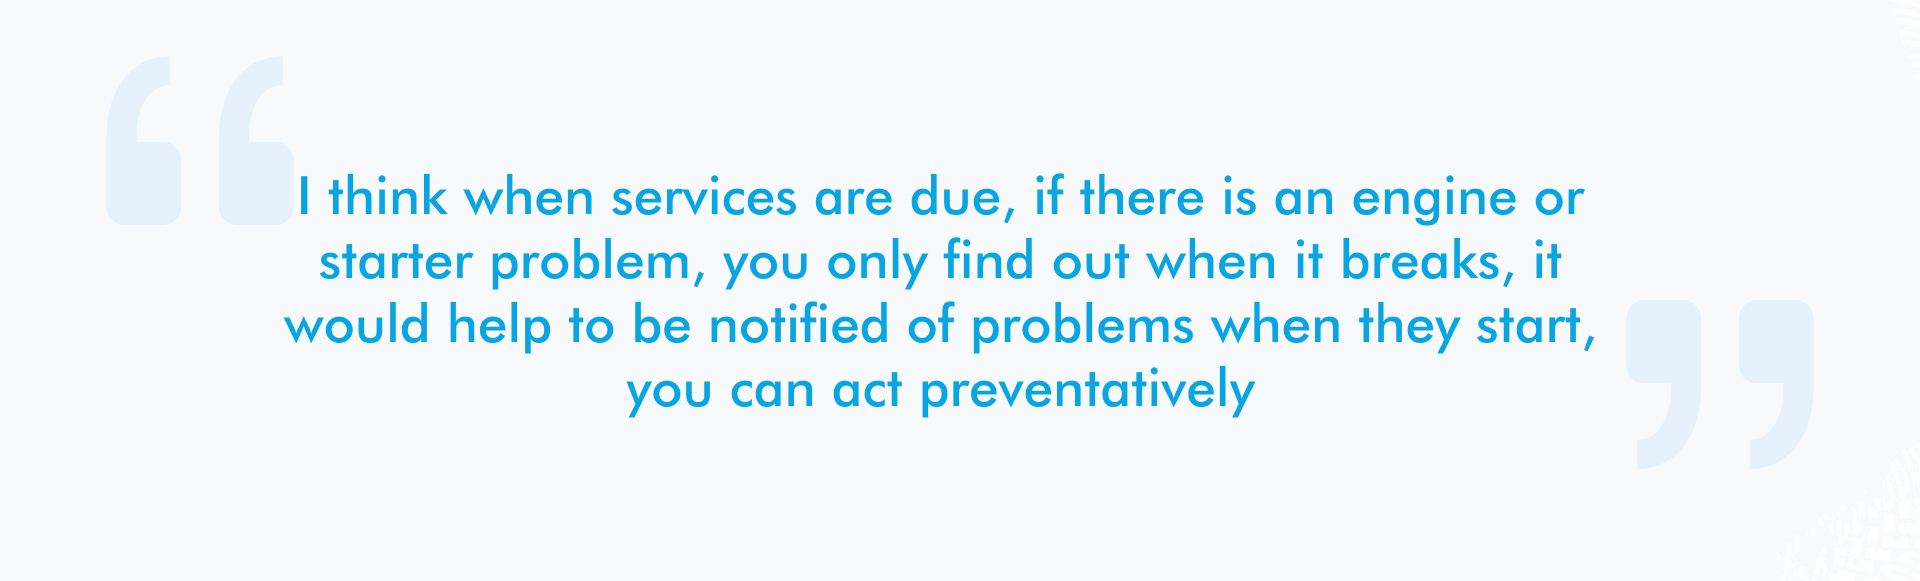 I think when services are due, if there is an engine or
starter problem, you only find out when it breaks, it
would help to be notified of problems when they start,
you can act preventatively